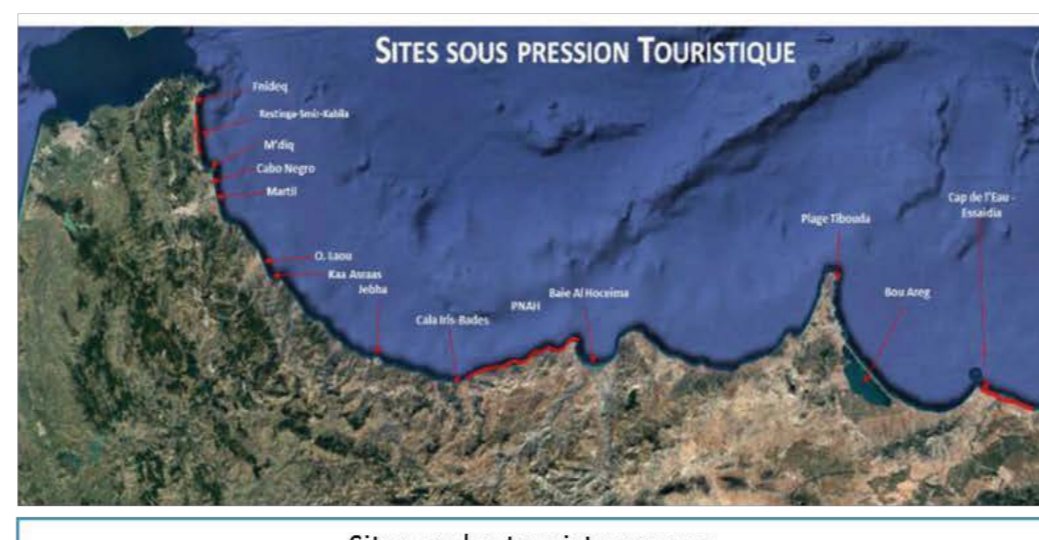 SITES SOUS PRESSION TOURISTIQUE
Fnideq
Restinga-Smir-Kabila
M'diq
Cabo Negro
Martil
O. Laou
Kaa Asraas
Jebha
Cala Iris-Bades
PNAH
Baie Al Hoceima
Plage Tibouda
Bou Areg
Cap de l'Eau -
Essaidia